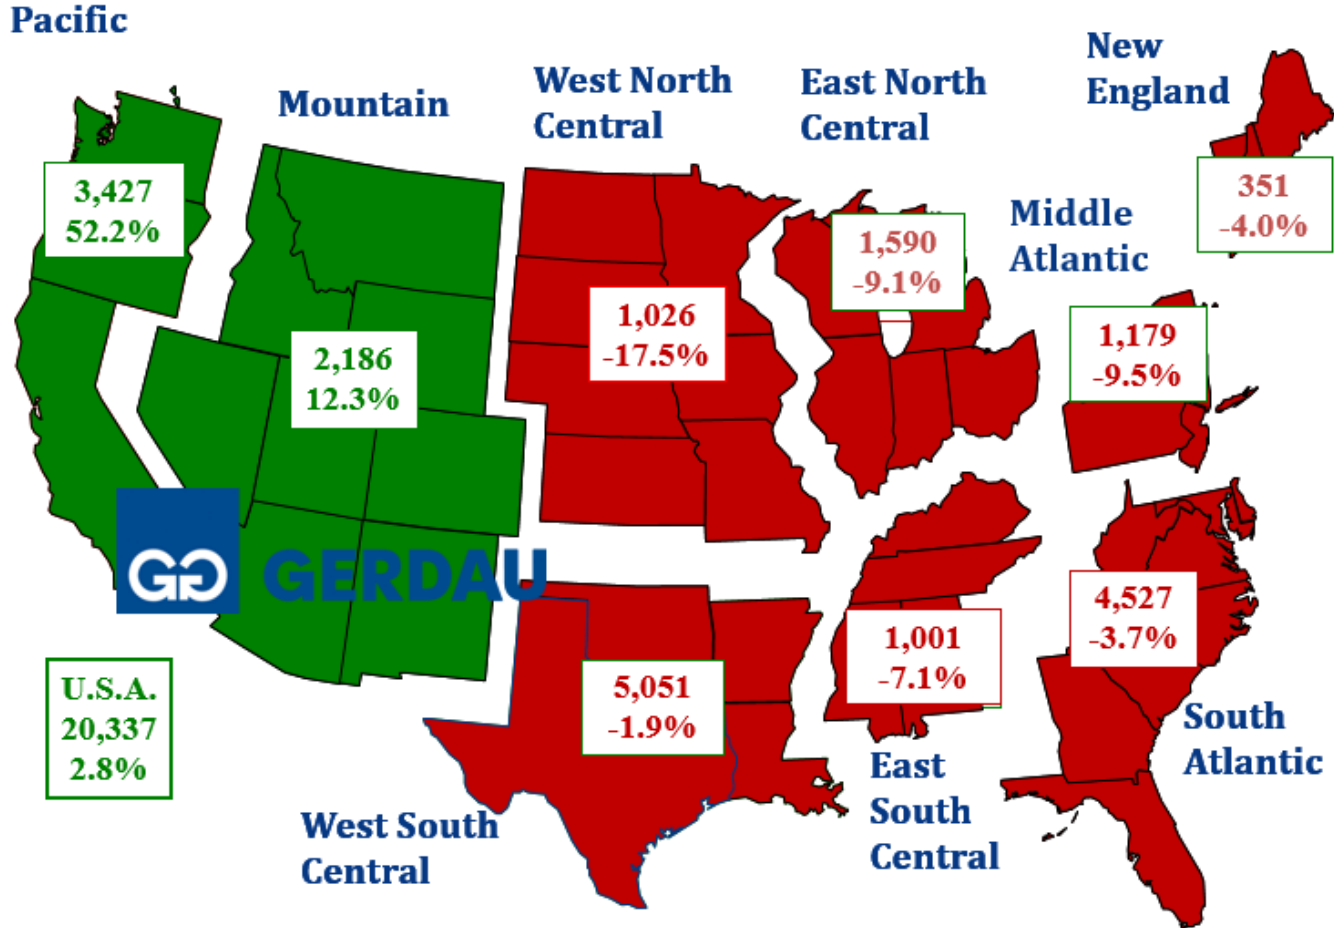 Pacific
Mountain
West North
Central
East North
Central
New
England
3,427
52.2%
2,186
12.3%
1,026
-17.5%
1,590
-9.1%
351
-4.0%
Middle
Atlantic
1,179
-9.5%
GG GERDAU
U.S.A.
20,337
2.8%
5,051
-1.9%
1,001
-7.1%
4,527
-3.7%
West South
Central
East
South
Central
South
Atlantic